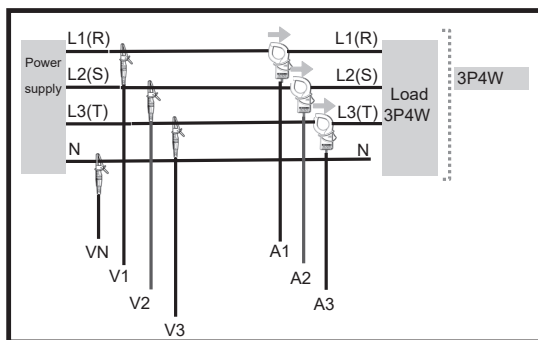 L1(R)
L1(R)
Power
supply
L2(S)
L2(S)
3P4W
Load
3P4W
L3(T)
L3(T)
N
N
VN
A1
V1
A2
V2
A3
V3